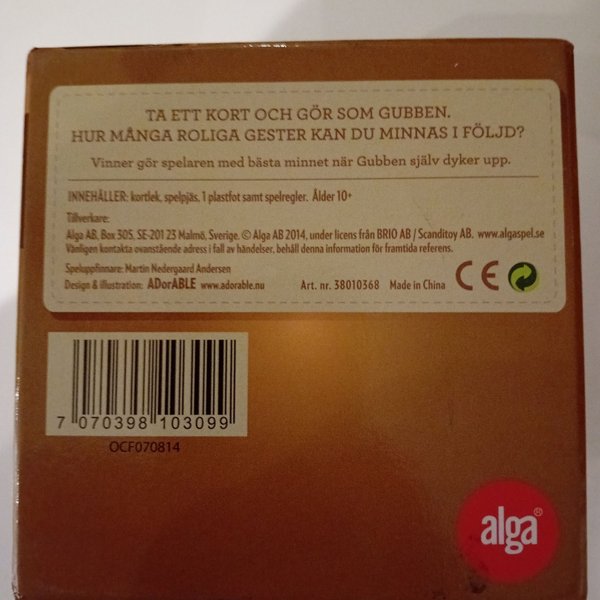 TA ETT KORT OCH GÖR SOM GUBBEN.
HUR MÅNGA ROLIGA GESTER KAN DU MINNAS I FÖLJD?
Vinner gör spelaren med bästa minnet när Gubben själv dyker upp.
INNEHÅLLER: kortlek, spelpjäs, 1 plastfot samt spelregler. Ålder 10+
Tillverkare:
Alga AB, Box 305, SE-201 23 Malmö, Sverige. © Alga AB 2014, under licens från BRIO AB / Scanditoy AB. www.algaspel.se
Vänligen kontakta ovanstående adress i fall av händelser, behåll denna information för framtida referens.
Speluppfinnare: Martin Nedergaard Andersen
Design & illustration: ADorABLE www.adorable.nu Art. nr. 38010368 Made in China CE
7 070398 103099
OCF070814
alga®